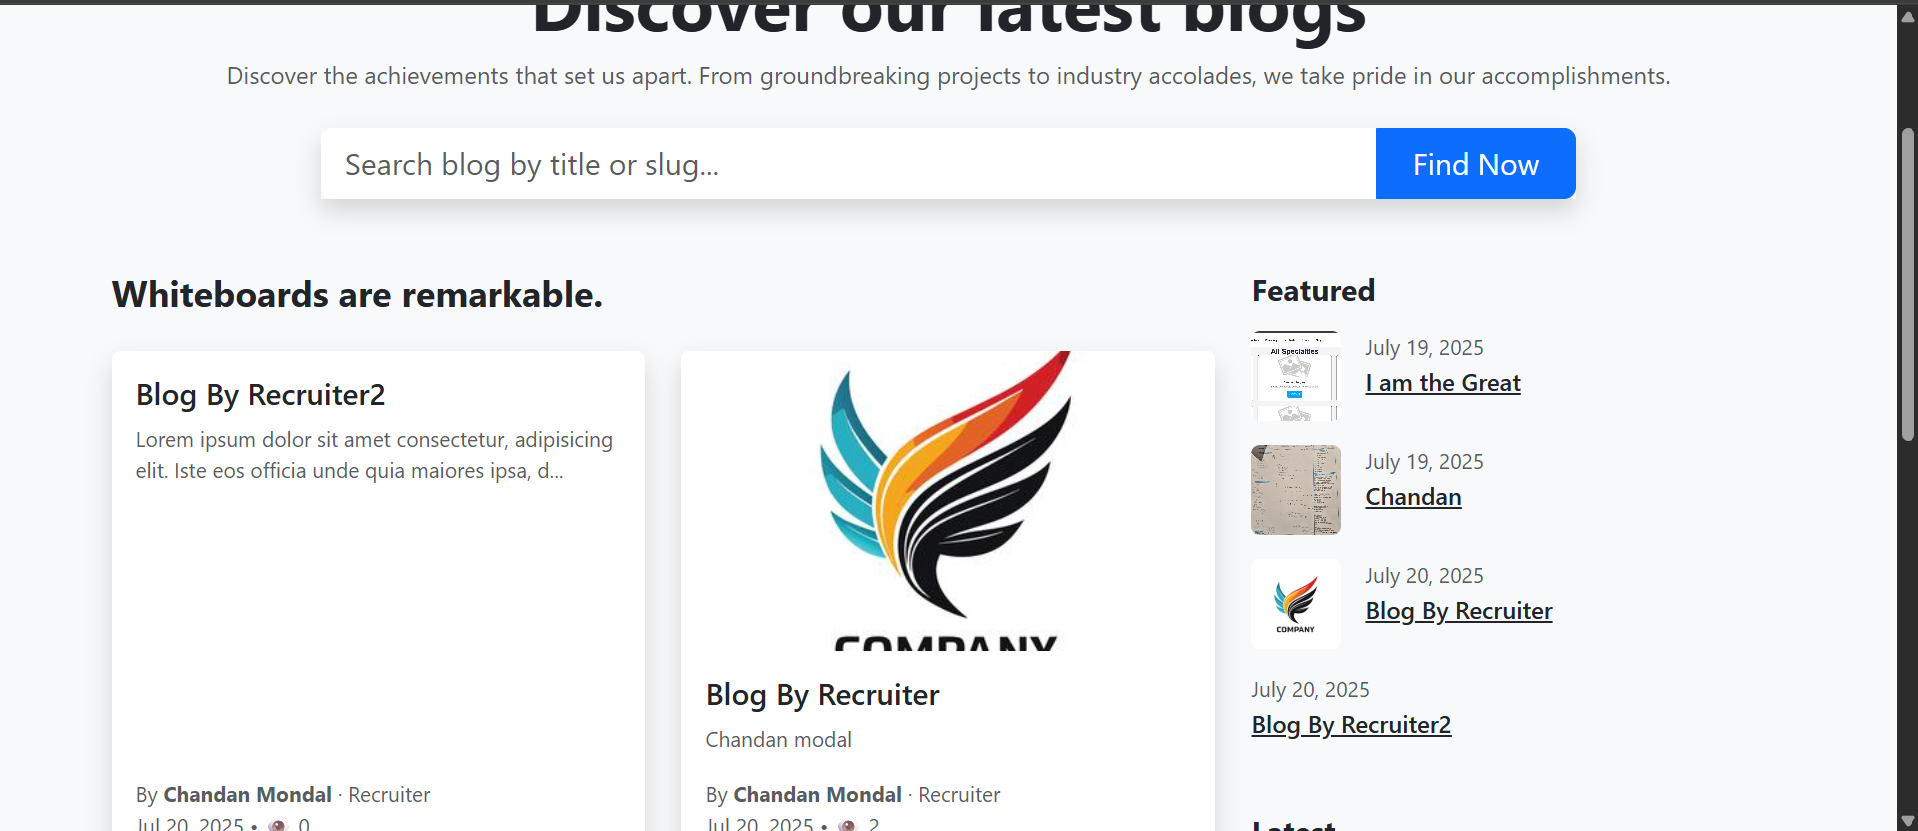 Discover our latest blogs
Discover the achievements that set us apart. From groundbreaking projects to industry accolades, we take pride in our accomplishments.
Search blog by title or slug...
Find Now
Whiteboards are remarkable.
Blog By Recruiter2
Lorem ipsum dolor sit amet consectetur, adipisicing
elit. Iste eos officia unde quia maiores ipsa, d...
By Chandan Mondal · Recruiter
Jul 20, 2025 • 0
COMPANY
Blog By Recruiter
Chandan modal
By Chandan Mondal · Recruiter
Jul 20, 2025 • 2
Featured
All Specialties
July 19, 2025
I am the Great
July 19, 2025
Chandan
July 20, 2025
Blog By Recruiter
COMPANY
July 20, 2025
Blog By Recruiter2
Latest